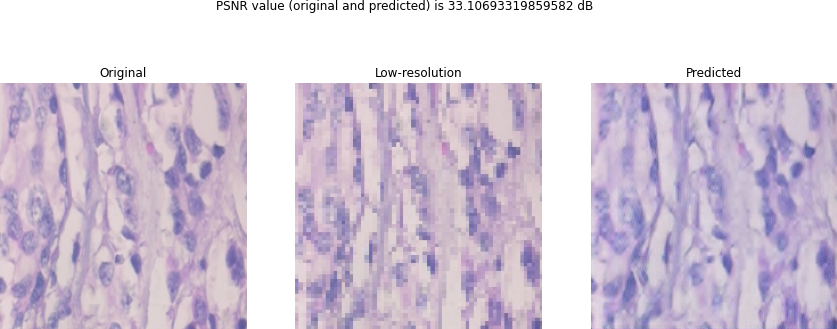 PSNR value (original and predicted) is 33.10693319859582 dB
Original
Low-resolution
Predicted